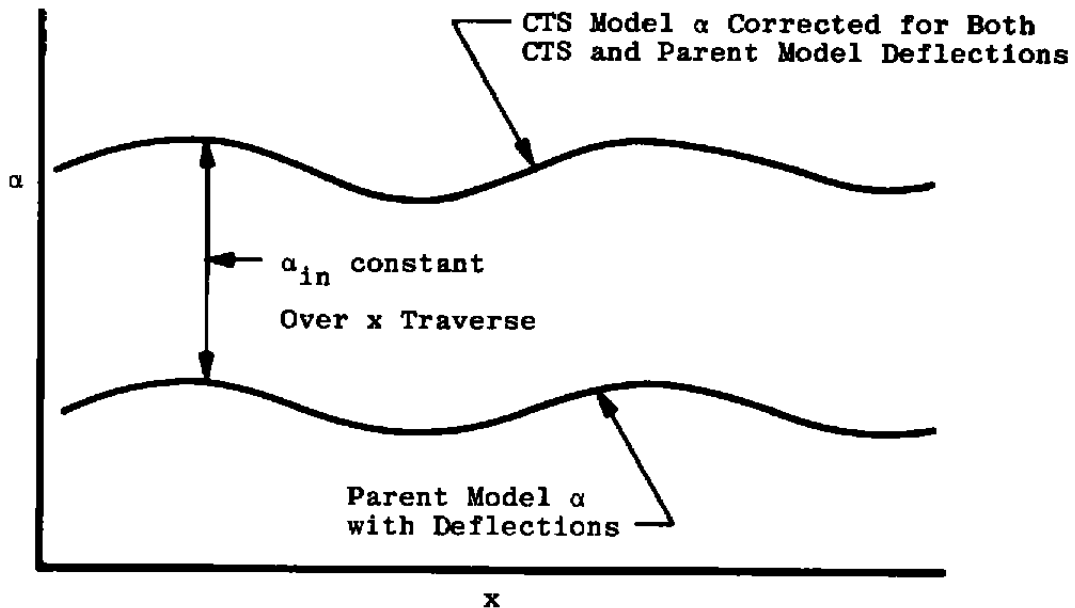 CTS Model α Corrected for Both
CTS and Parent Model Deflections
α
α_in constant
Over x Traverse
Parent Model α
with Deflections
x